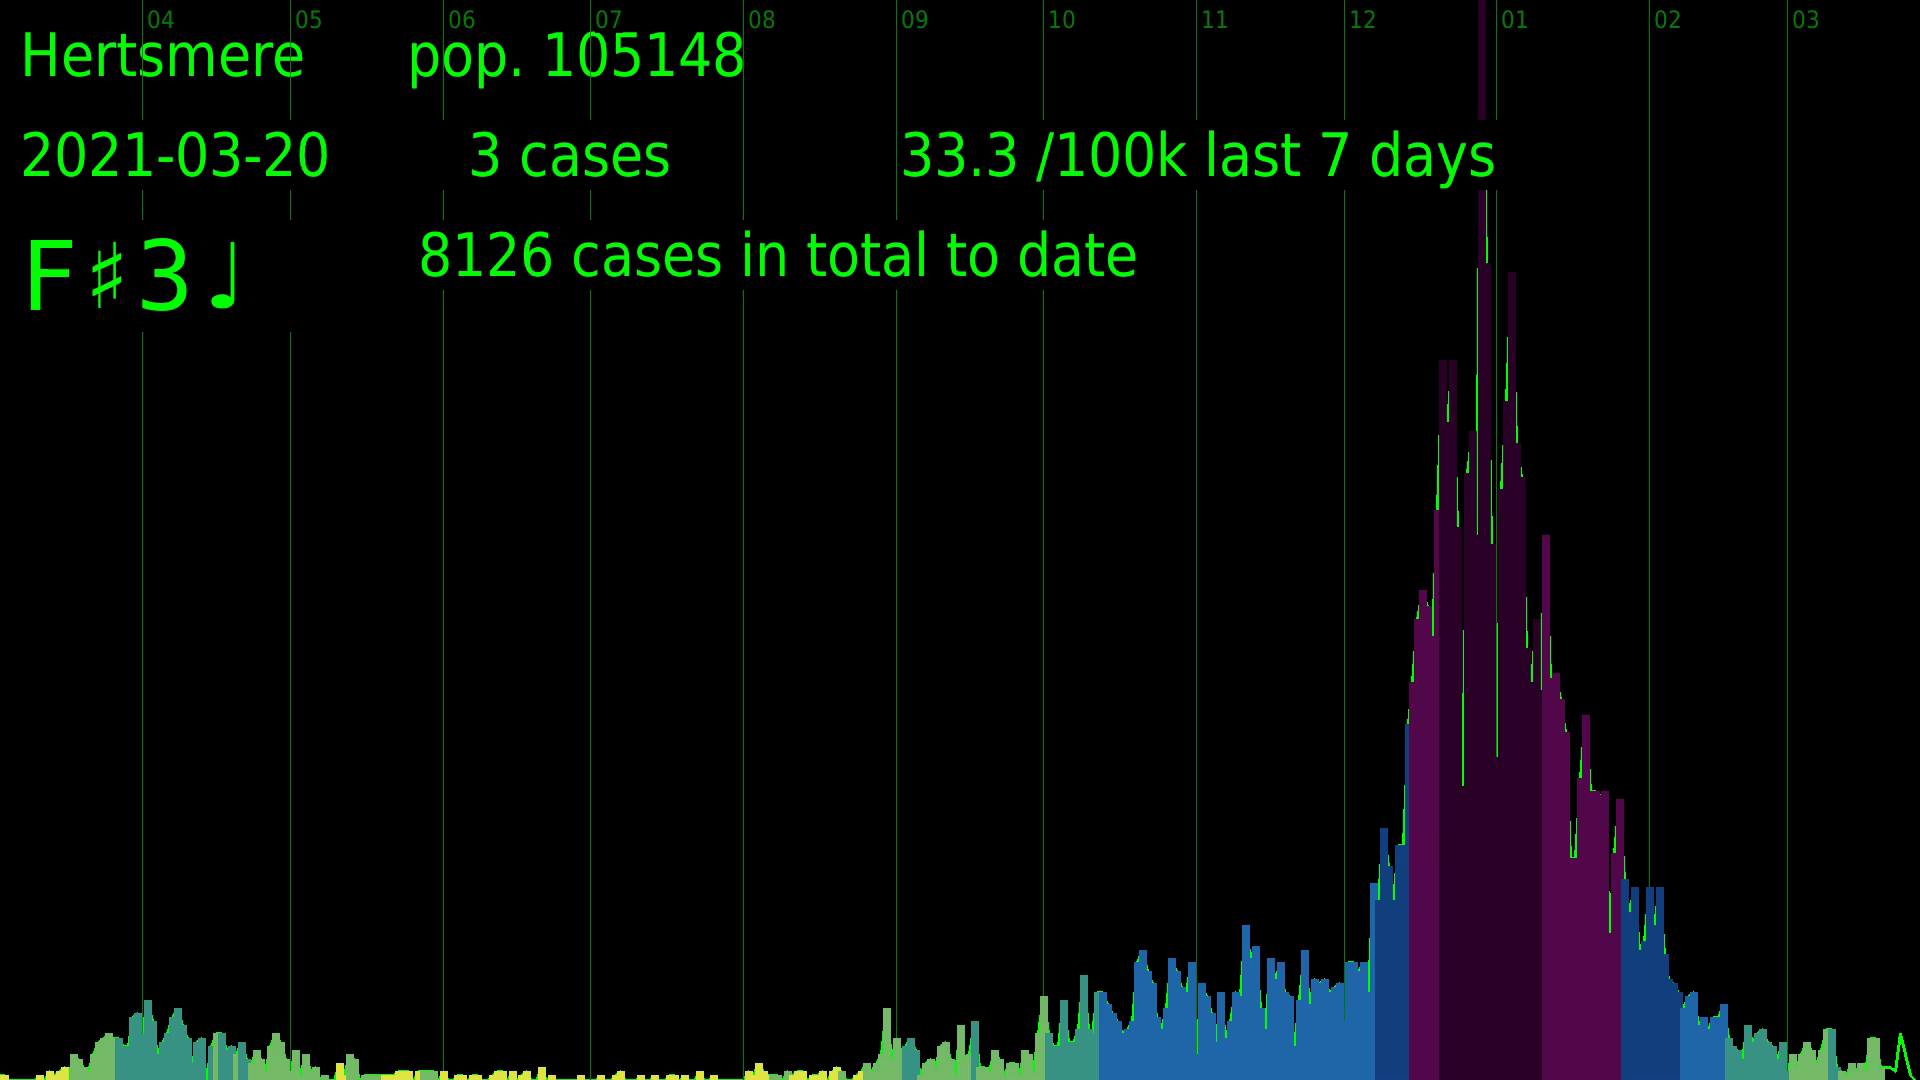 04 05 06 07 08 09 10 11 12 01 02 03
Hertsmere pop. 105148
2021-03-20 3 cases 33.3 /100k last 7 days
F♯3♩ 8126 cases in total to date